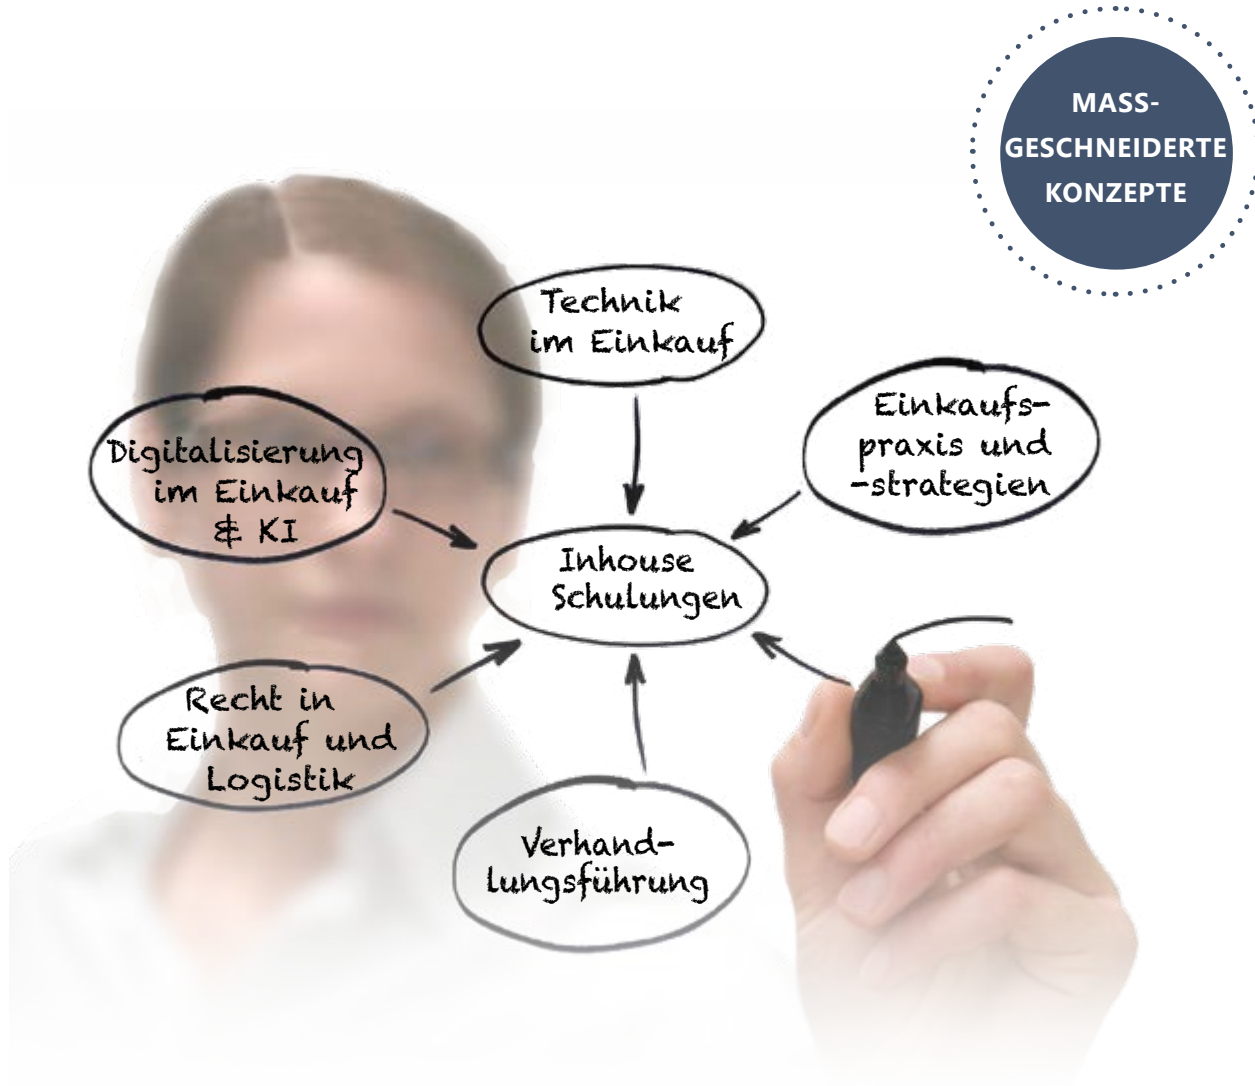 MASS-
GESCHNEIDERTE
KONZEPTE
Technik
im Einkauf
Einkaufs-
praxis und
-strategien
Digitalisierung
im Einkauf
& KI
Inhouse
Schulungen
Recht in
Einkauf und
Logistik
Verhand-
lungsführung